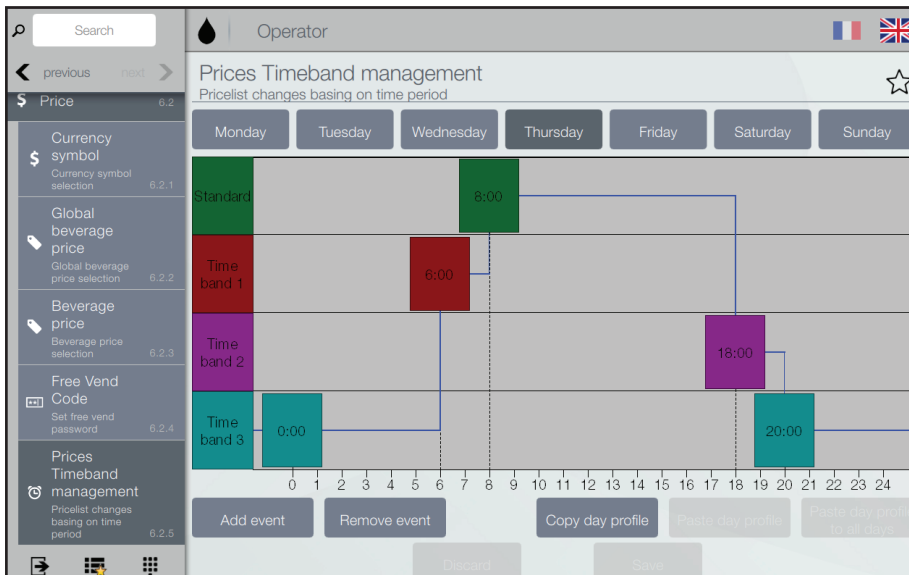 Search
Operator
previous
next
Price 6.2
Currency
symbol
Currency symbol
selection 6.2.1
Global
beverage
price
Global beverage
price selection 6.2.2
Beverage
price
Beverage price
selection 6.2.3
Free Vend
Code
Set free vend
password 6.2.4
Prices
Timeband
management
Pricelist changes
basing on time
period 6.2.5
Prices Timeband management
Pricelist changes basing on time period
Monday Tuesday Wednesday Thursday Friday Saturday Sunday
Standard 8:00
Time
band 1
6:00
Time
band 2
18:00
Time
band 3
0:00 20:00
0 1 2 3 4 5 6 7 8 9 10 11 12 13 14 15 16 17 18 19 20 21 22 23 24
Add event Remove event Copy day profile Paste day profile
Paste day profile
to all days
Discard Save